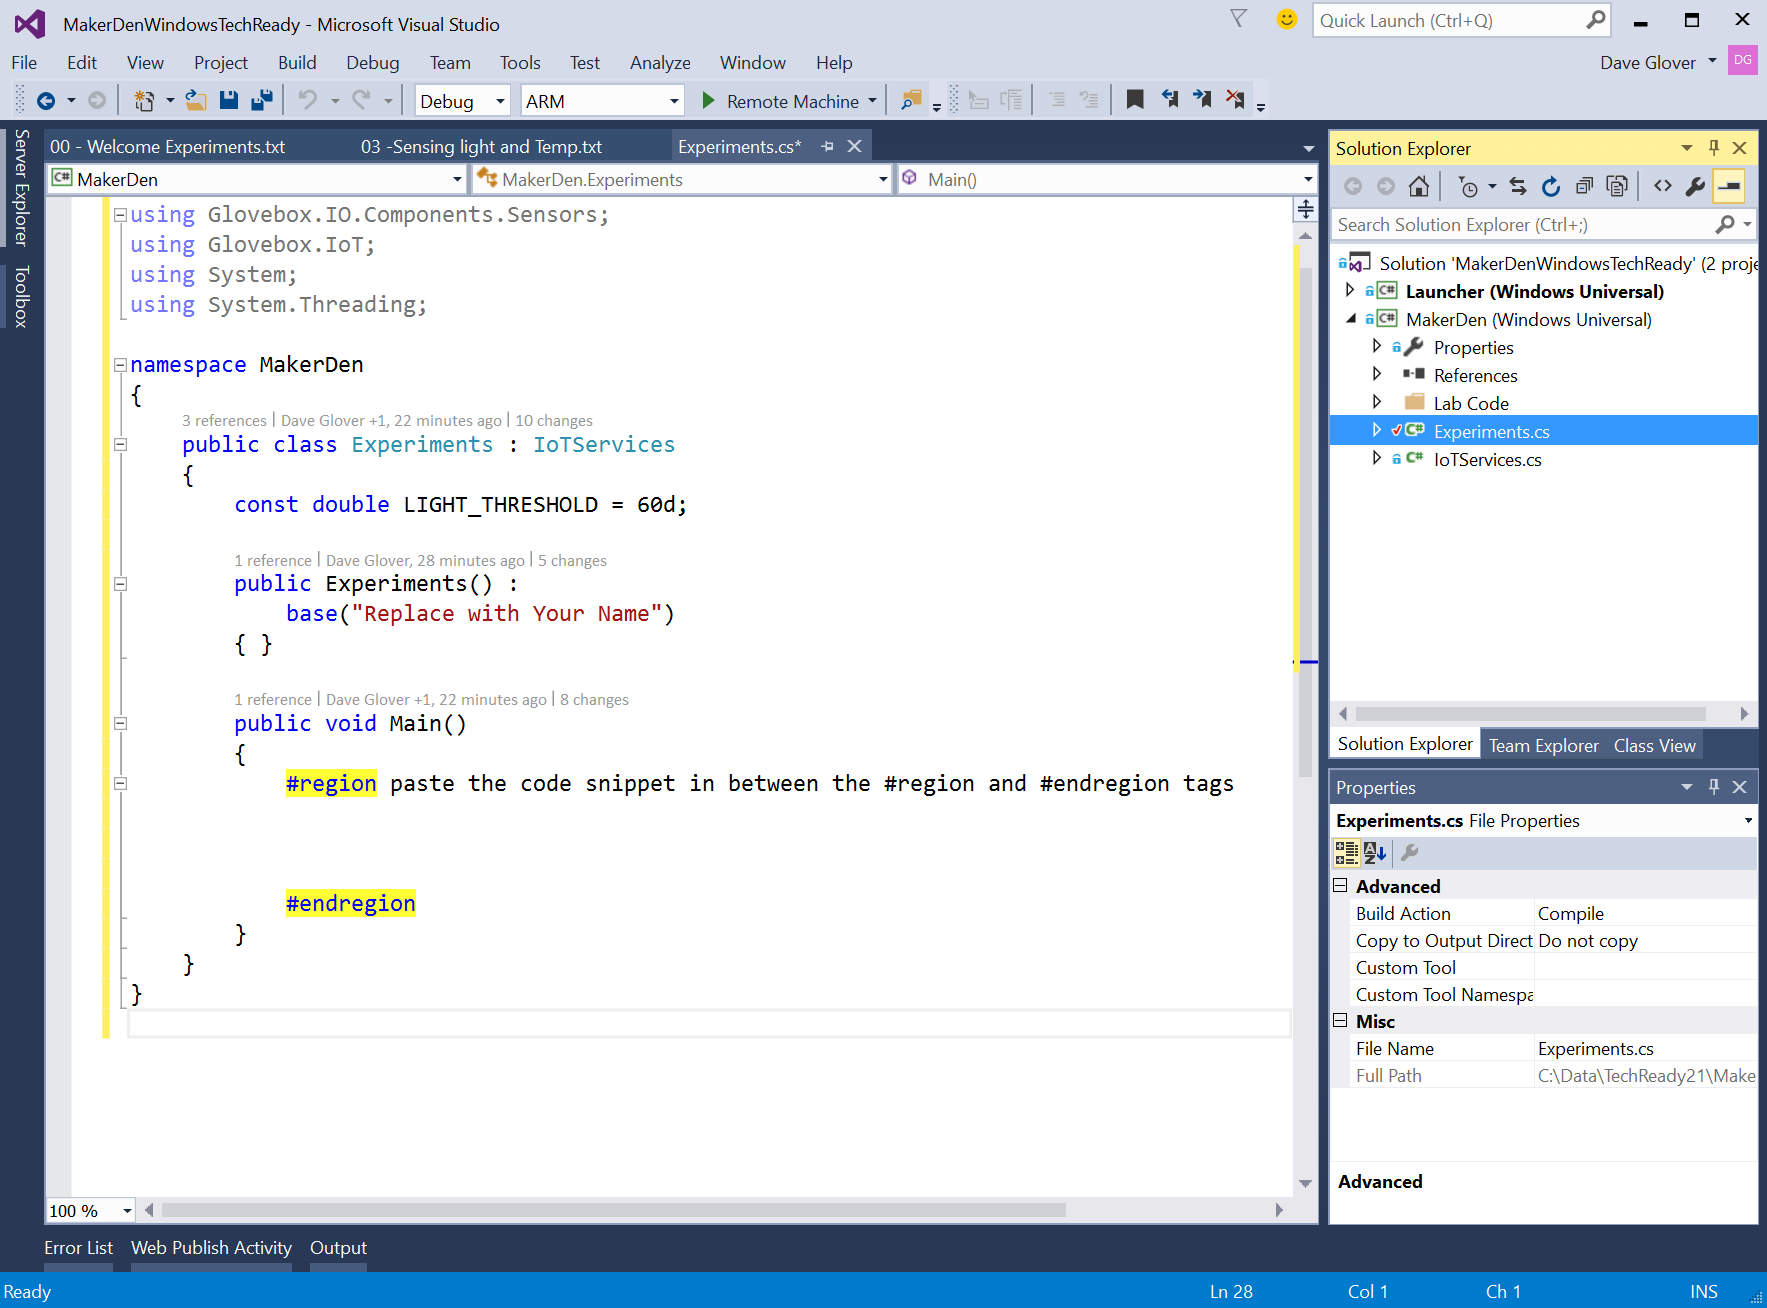 MakerDenWindowsTechReady - Microsoft Visual Studio
Quick Launch (Ctrl+Q)
File Edit View Project Build Debug Team Tools Test Analyze Window Help
Dave Glover DG
Debug ARM Remote Machine
Server Explorer
Toolbox
00 - Welcome Experiments.txt 03 -Sensing light and Temp.txt Experiments.cs*
C# MakerDen MakerDen.Experiments Main()
using Glovebox.IO.Components.Sensors;
using Glovebox.IoT;
using System;
using System.Threading;
namespace MakerDen
{
3 references | Dave Glover +1, 22 minutes ago | 10 changes
public class Experiments : IoTServices
{
const double LIGHT_THRESHOLD = 60d;
1 reference | Dave Glover, 28 minutes ago | 5 changes
public Experiments() :
base("Replace with Your Name")
{ }
1 reference | Dave Glover +1, 22 minutes ago | 8 changes
public void Main()
{
#region paste the code snippet in between the #region and #endregion tags
#endregion
}
}
}
100 %
Solution Explorer
Search Solution Explorer (Ctrl+;)
Solution 'MakerDenWindowsTechReady' (2 proje
C# Launcher (Windows Universal)
C# MakerDen (Windows Universal)
Properties
References
Lab Code
C# Experiments.cs
C# IoTServices.cs
Solution Explorer Team Explorer Class View
Properties
Experiments.cs File Properties
Advanced
Build Action Compile
Copy to Output Direct Do not copy
Custom Tool
Custom Tool Namespa
Misc
File Name Experiments.cs
Full Path C:\Data\TechReady21\Make
Advanced
Error List Web Publish Activity Output
Ready Ln 28 Col 1 Ch 1 INS